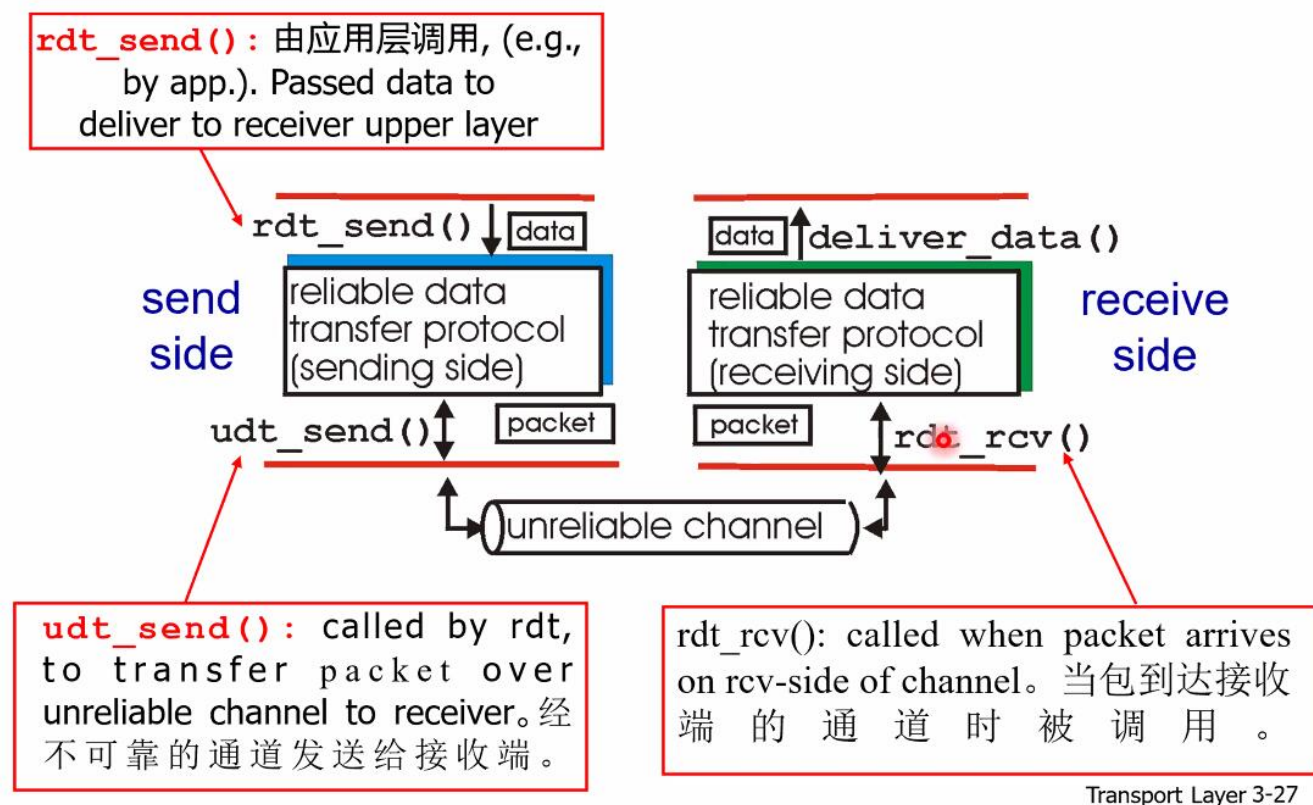 rdt_send(): 由应用层调用, (e.g.,
by app.). Passed data to
deliver to receiver upper layer
rdt_send()
data
data
deliver_data()
send
side
reliable data
transfer protocol
(sending side)
reliable data
transfer protocol
(receiving side)
receive
side
udt_send()
packet
packet
rdt_rcv()
unreliable channel
udt_send(): called by rdt,
to transfer packet over
unreliable channel to receiver。经
不可靠的通道发送给接收端。
rdt_rcv(): called when packet arrives
on rcv-side of channel。当包到达接收
端的通道时被调用。
Transport Layer 3-27